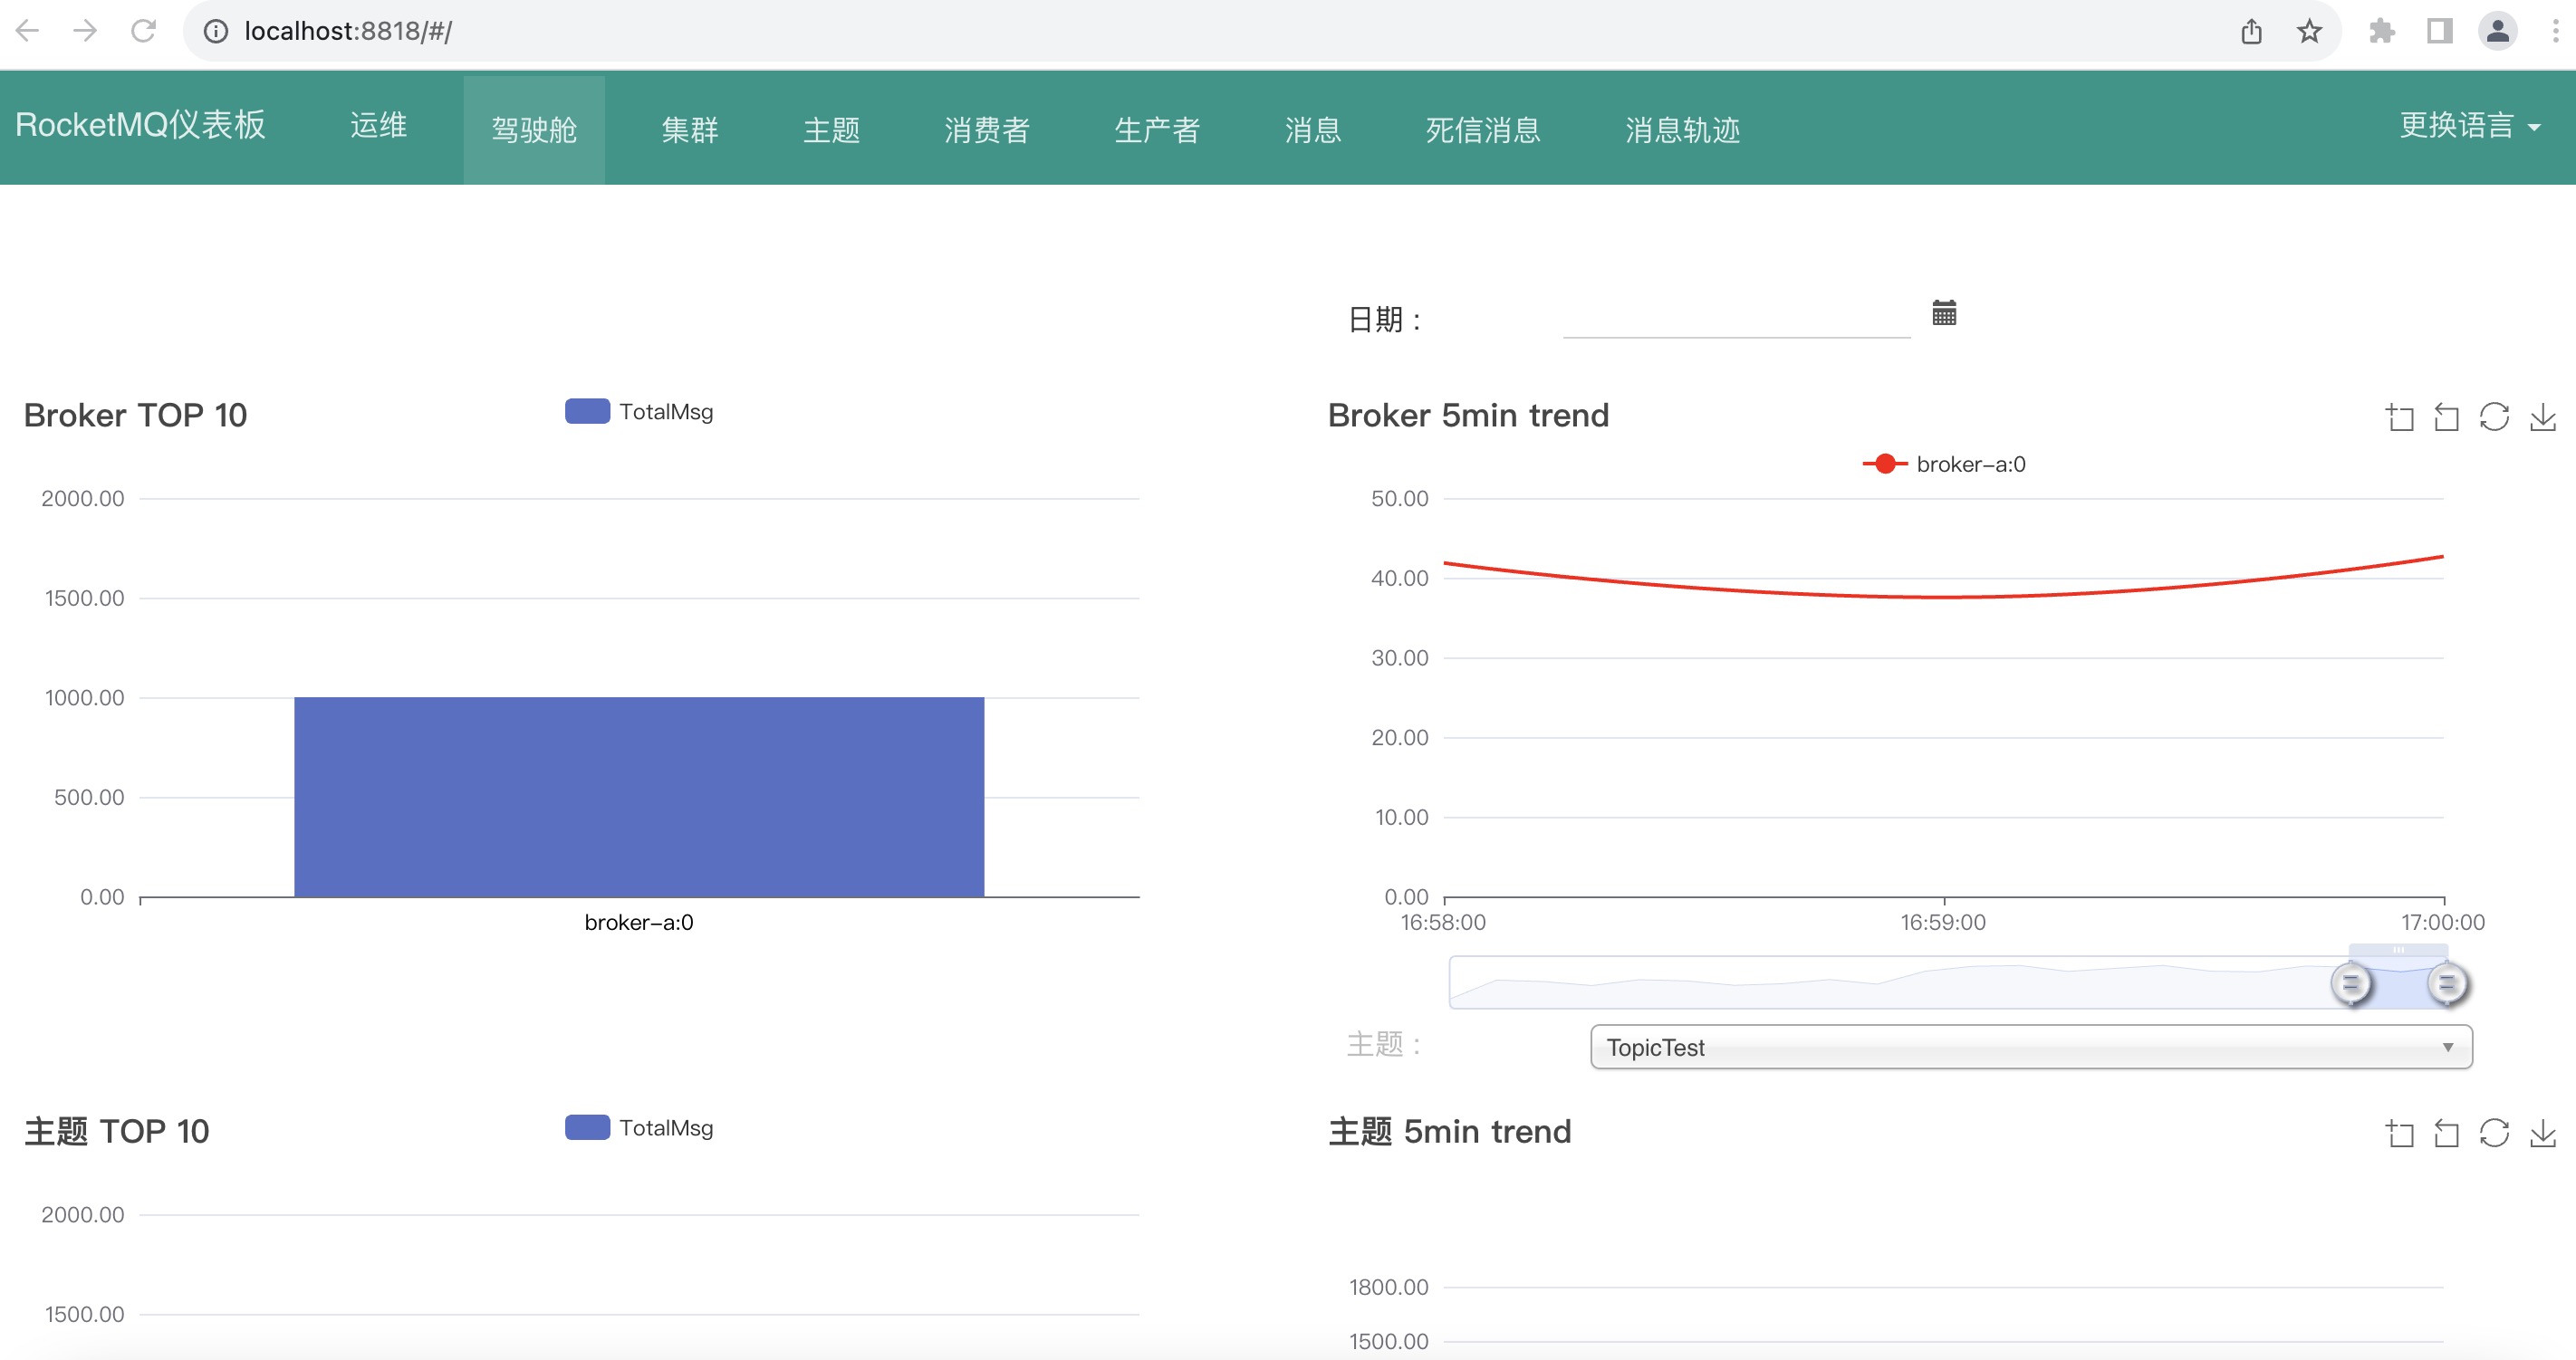 localhost:8818/#/
RocketMQ仪表板 运维 驾驶舱 集群 主题 消费者 生产者 消息 死信消息 消息轨迹 更换语言
日期：
Broker TOP 10
TotalMsg
2000.00
1500.00
1000.00
500.00
0.00
broker-a:0
Broker 5min trend
broker-a:0
50.00
40.00
30.00
20.00
10.00
0.00
16:58:00 16:59:00 17:00:00
主题：
TopicTest
主题 TOP 10
TotalMsg
2000.00
1500.00
主题 5min trend
1800.00
1500.00